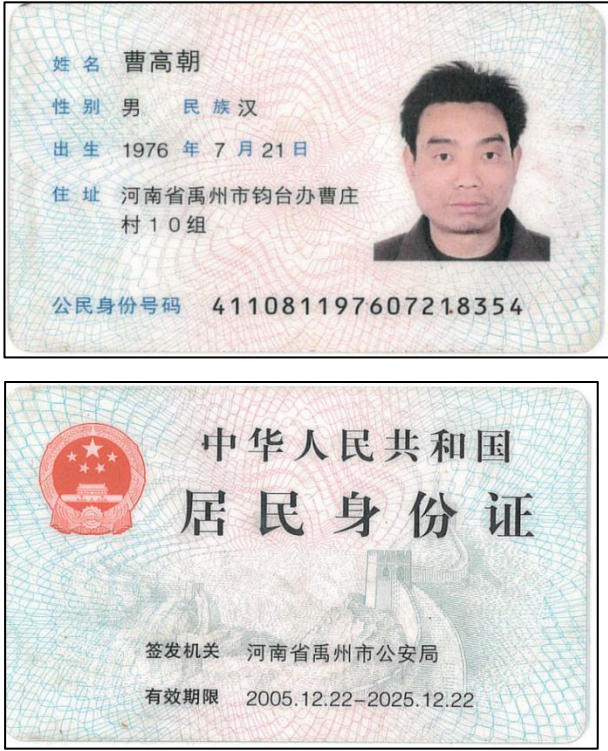 姓名 曹高朝
性别 男 民族 汉
出生 1976 年 7 月 21 日
住址 河南省禹州市钧台办曹庄
村10组
公民身份号码 411081197607218354
中华人民共和国
居民身份证
签发机关 河南省禹州市公安局
有效期限 2005.12.22-2025.12.22